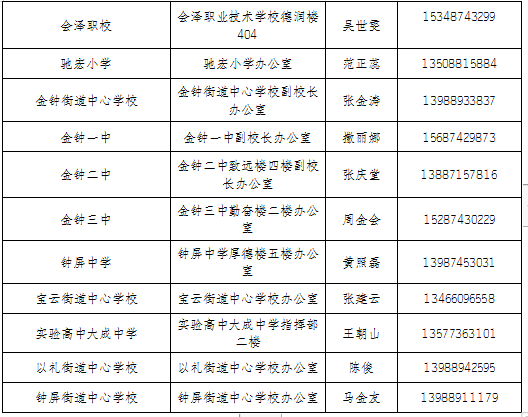 会泽职校 会泽职业技术学校德润楼 吴世雯 15348743299
404
驰宏小学 驰宏小学办公室 范正蕊 13508815884
金钟街道中心学校 金钟街道中心学校副校长 张金涛 13988933837
办公室
金钟一中 金钟一中副校长办公室 撒丽娜 15687429873
金钟二中 金钟二中致远楼四楼副校 张庆堂 13887157816
长办公室
金钟三中 金钟三中勤奋楼二楼办公 周金会 15287430229
室
钟屏中学 钟屏中学厚德楼五楼办公 黄照磊 13987453031
室
宝云街道中心学校 宝云街道中心学校办公室 张建云 13466096558
实验高中大成中学 实验高中大成中学指挥部 王朝山 13577363101
二楼
以礼街道中心学校 以礼街道中心学校办公室 陈俊 13988942595
钟屏街道中心学校 钟屏街道中心学校办公室 马金友 13988911179